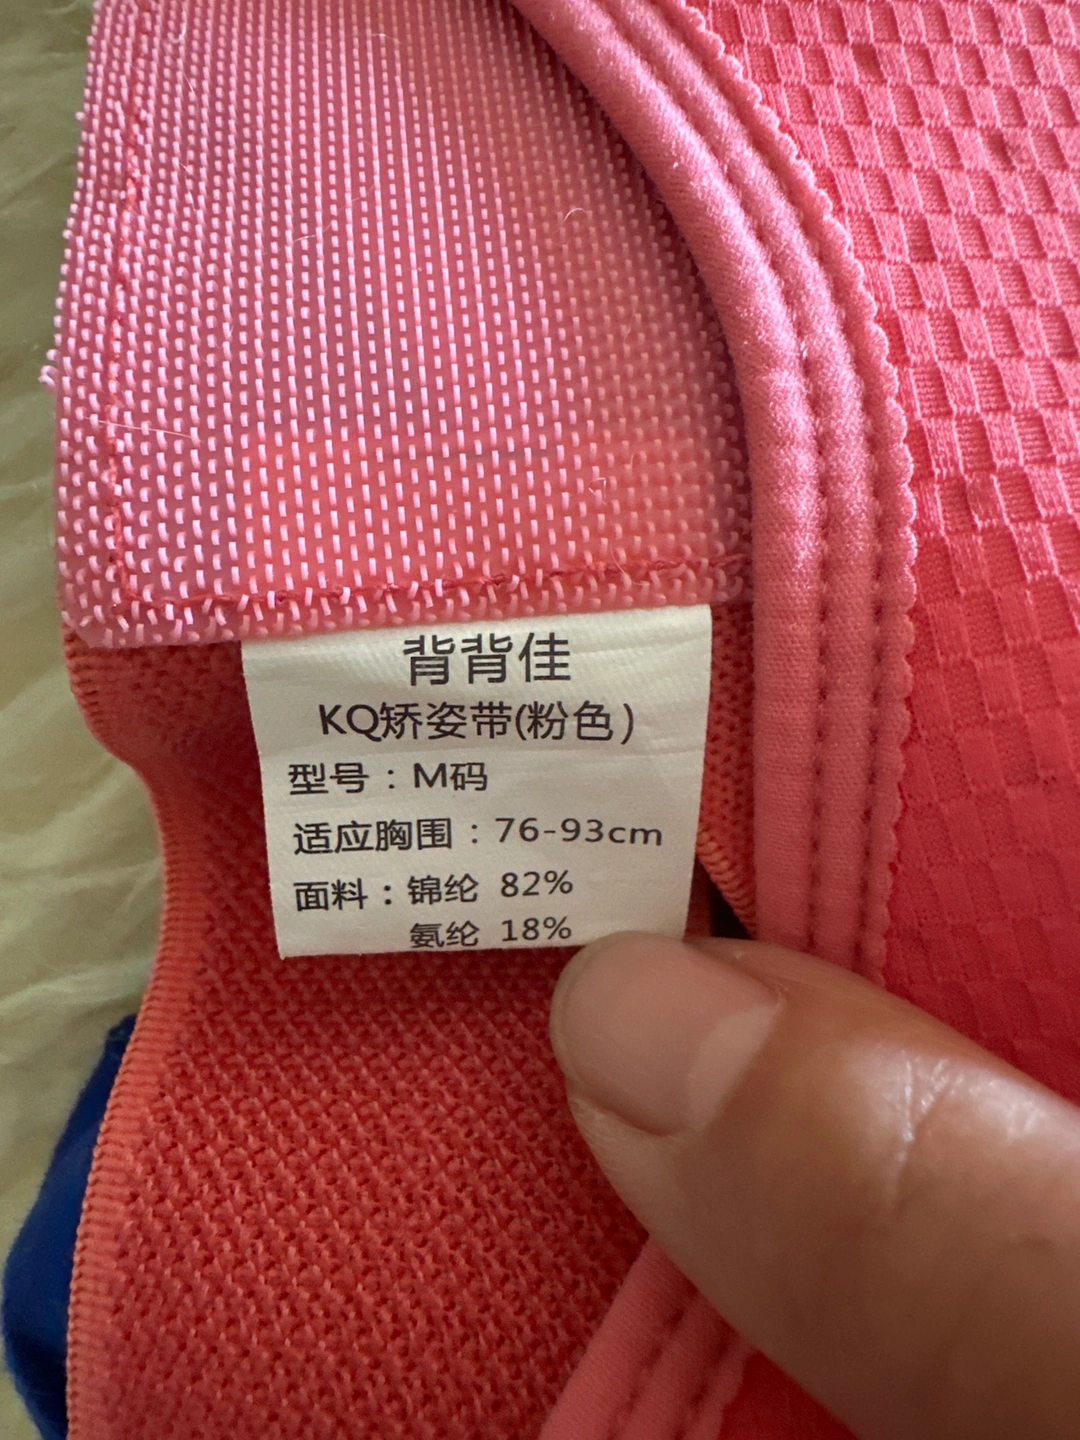 背背佳
KQ矫姿带(粉色)
型号：M码
适应胸围：76-93cm
面料：锦纶 82%
氨纶 18%